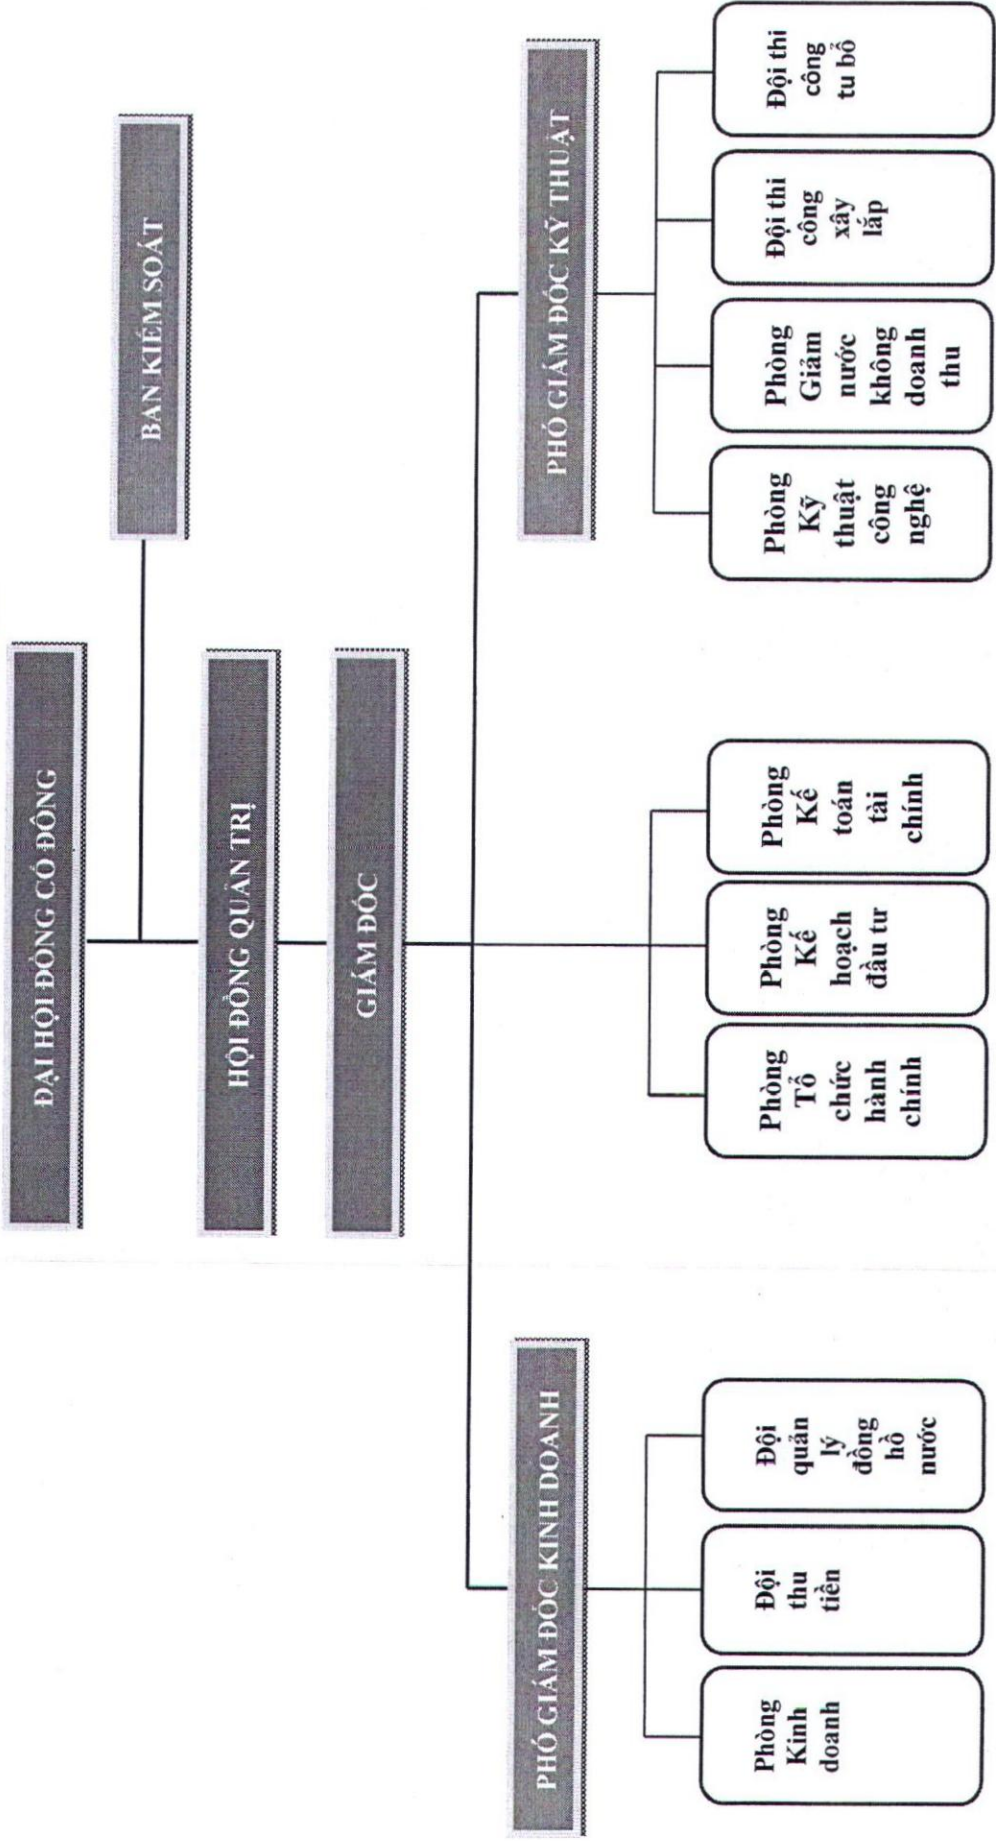 ĐẠI HỘI ĐỒNG CỔ ĐÔNG
BAN KIỂM SOÁT
HỘI ĐỒNG QUẢN TRỊ
GIÁM ĐỐC
PHÓ GIÁM ĐỐC KINH DOANH
PHÓ GIÁM ĐỐC KỸ THUẬT
Phòng
Kinh
doanh
Đội
thu
tiền
Đội
quản
lý
đồng
hồ
nước
Phòng
Tổ
chức
hành
chính
Phòng
Kế
hoạch
đầu tư
Phòng
Kế
toán
tài
chính
Phòng
Kỹ
thuật
công
nghệ
Phòng
Giảm
nước
không
doanh
thu
Đội thi
công
xây
lắp
Đội thi
công
tu bổ